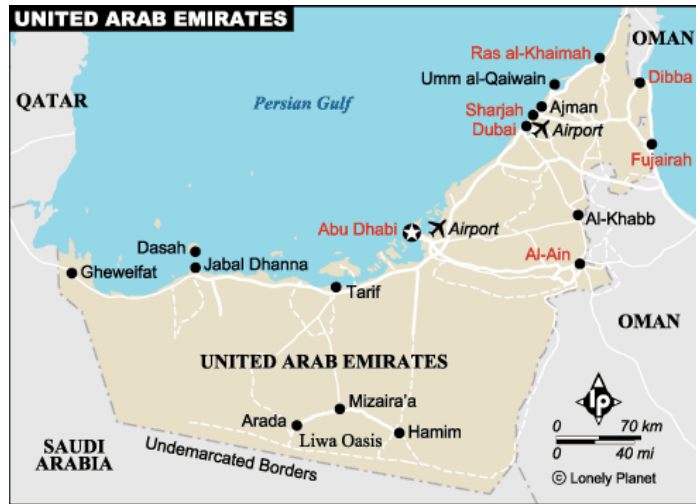 UNITED ARAB EMIRATES
OMAN
Ras al-Khaimah
Umm al-Qaiwain
Dibba
QATAR
Persian Gulf
Ajman
Sharjah
Dubai
Airport
Fujairah
Abu Dhabi
Airport
Al-Khabb
Dasah
Jabal Dhanna
Gheweifat
Al-Ain
Tarif
OMAN
UNITED ARAB EMIRATES
Mizaira'a
Arada
Liwa Oasis
Hamim
lp
0 70 km
0 40 mi
SAUDI
ARABIA
Undemarcated Borders
© Lonely Planet